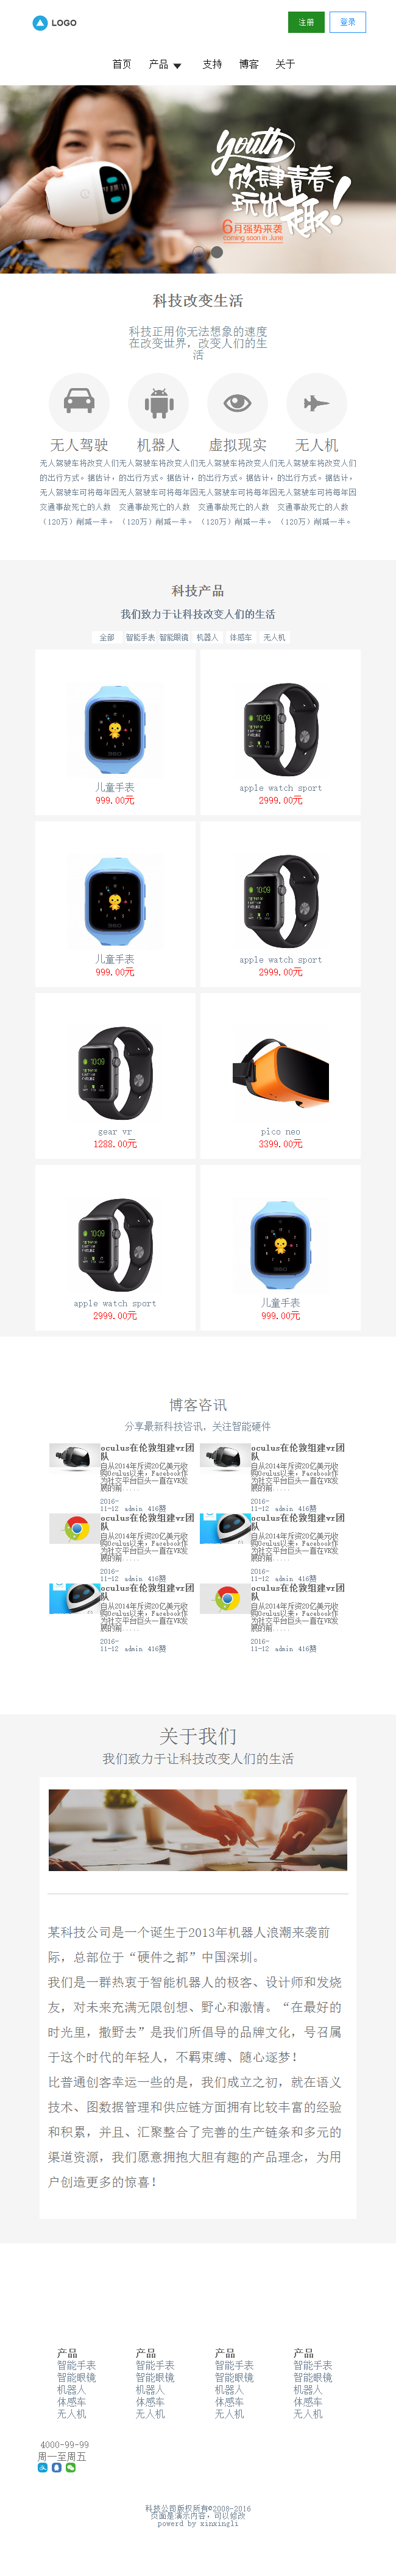 LOGO
注册
登录
首页
产品
支持
博客
关于
youth
放肆青春
玩出趣!
6月强势来袭
coming soon in June
科技改变生活
科技正用你无法想象的速度
在改变世界，改变人们的生
活
无人驾驶
机器人
虚拟现实
无人机
无人驾驶车将改变人们无人驾驶车将改变人们无人驾驶车将改变人们无人驾驶车将改变人们
的出行方式。据估计，的出行方式。据估计，的出行方式。据估计，的出行方式。据估计，
无人驾驶车可将每年因无人驾驶车可将每年因无人驾驶车可将每年因无人驾驶车可将每年因
交通事故死亡的人数 交通事故死亡的人数 交通事故死亡的人数 交通事故死亡的人数
（120万）削减一半。 （120万）削减一半。 （120万）削减一半。 （120万）削减一半。
科技产品
我们致力于让科技改变人们的生活
全部 智能手表 智能眼镜 机器人 体感车 无人机
儿童手表
999.00元
apple watch sport
2999.00元
儿童手表
999.00元
apple watch sport
2999.00元
gear vr
1288.00元
pico neo
3399.00元
apple watch sport
2999.00元
儿童手表
999.00元
博客咨讯
分享最新科技咨讯，关注智能硬件
oculus在伦敦组建vr团
队
自从2014年斥资20亿美元收
购Oculus以来，Facebook作
为社交平台巨头一直在VR发
展的前.....
2016-
11-12 admin 416赞
oculus在伦敦组建vr团
队
自从2014年斥资20亿美元收
购Oculus以来，Facebook作
为社交平台巨头一直在VR发
展的前.....
2016-
11-12 admin 416赞
oculus在伦敦组建vr团
队
自从2014年斥资20亿美元收
购Oculus以来，Facebook作
为社交平台巨头一直在VR发
展的前.....
2016-
11-12 admin 416赞
oculus在伦敦组建vr团
队
自从2014年斥资20亿美元收
购Oculus以来，Facebook作
为社交平台巨头一直在VR发
展的前.....
2016-
11-12 admin 416赞
oculus在伦敦组建vr团
队
自从2014年斥资20亿美元收
购Oculus以来，Facebook作
为社交平台巨头一直在VR发
展的前.....
2016-
11-12 admin 416赞
oculus在伦敦组建vr团
队
自从2014年斥资20亿美元收
购Oculus以来，Facebook作
为社交平台巨头一直在VR发
展的前.....
2016-
11-12 admin 416赞
关于我们
我们致力于让科技改变人们的生活
某科技公司是一个诞生于2013年机器人浪潮来袭前
际，总部位于“硬件之都”中国深圳。
我们是一群热衷于智能机器人的极客、设计师和发烧
友，对未来充满无限创想、野心和激情。“在最好的
时光里，撒野去”是我们所倡导的品牌文化，号召属
于这个时代的年轻人，不羁束缚、随心逐梦！
比普通创客幸运一些的是，我们成立之初，就在语义
技术、图数据管理和供应链方面拥有比较丰富的经验
和积累，并且、汇聚整合了完善的生产链条和多元的
渠道资源，我们愿意拥抱大胆有趣的产品理念，为用
户创造更多的惊喜！
产品 产品 产品 产品
智能手表 智能手表 智能手表 智能手表
智能眼镜 智能眼镜 智能眼镜 智能眼镜
机器人 机器人 机器人 机器人
体感车 体感车 体感车 体感车
无人机 无人机 无人机 无人机
4000-99-99
周一至周五
科技公司版权所有©2008-2016
页面是演示内容，可以修改
powerd by xinxingli